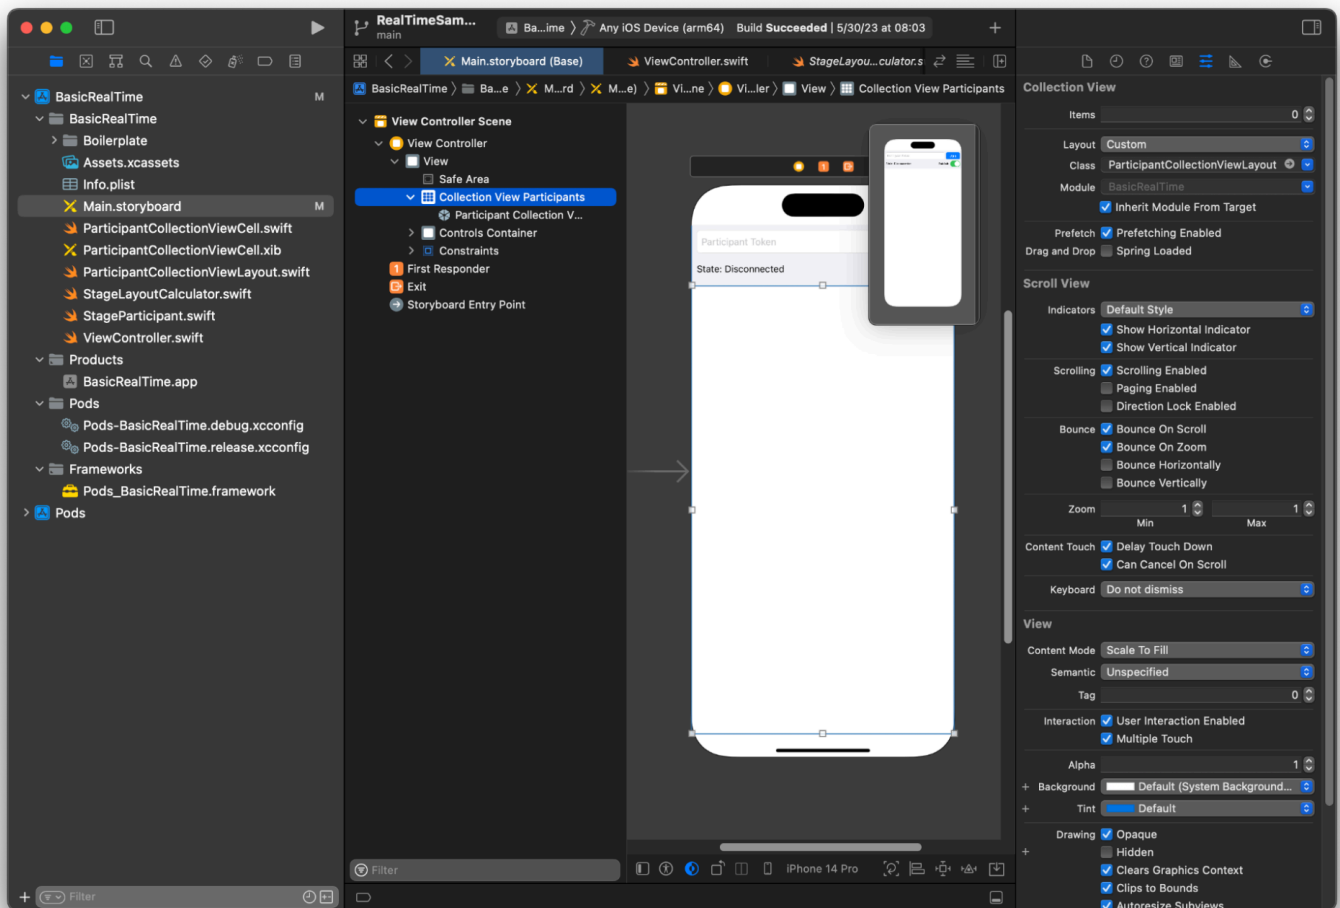 RealTimeSam...
main
Ba...ime 〉 Any iOS Device (arm64) Build Succeeded | 5/30/23 at 08:03
Main.storyboard (Base)
ViewController.swift
StageLayou...culator.s
BasicRealTime 〉 Ba...e 〉 M...rd 〉 M...e) 〉 Vi...ne 〉 Vi...ler 〉 View 〉 Collection View Participants
BasicRealTime M
BasicRealTime
Boilerplate
Assets.xcassets
Info.plist
Main.storyboard M
ParticipantCollectionViewCell.swift
ParticipantCollectionViewCell.xib
ParticipantCollectionViewLayout.swift
StageLayoutCalculator.swift
StageParticipant.swift
ViewController.swift
Products
BasicRealTime.app
Pods
Pods-BasicRealTime.debug.xcconfig
Pods-BasicRealTime.release.xcconfig
Frameworks
Pods_BasicRealTime.framework
Pods
Filter
View Controller Scene
View Controller
View
Safe Area
Collection View Participants
Participant Collection V...
Controls Container
Constraints
1 First Responder
Exit
Storyboard Entry Point
Filter
1
Participant Token
State: Disconnected
iPhone 14 Pro
Collection View
Items 0
Layout Custom
Class ParticipantCollectionViewLayout
Module BasicRealTime
Inherit Module From Target
Prefetch Prefetching Enabled
Drag and Drop Spring Loaded
Scroll View
Indicators Default Style
Show Horizontal Indicator
Show Vertical Indicator
Scrolling Scrolling Enabled
Paging Enabled
Direction Lock Enabled
Bounce Bounce On Scroll
Bounce On Zoom
Bounce Horizontally
Bounce Vertically
Zoom 1 1
Min Max
Content Touch Delay Touch Down
Can Cancel On Scroll
Keyboard Do not dismiss
View
Content Mode Scale To Fill
Semantic Unspecified
Tag 0
Interaction User Interaction Enabled
Multiple Touch
Alpha 1
+ Background Default (System Background...
+ Tint Default
Drawing Opaque
+ Hidden
Clears Graphics Context
Clips to Bounds
Autoresize Subviews